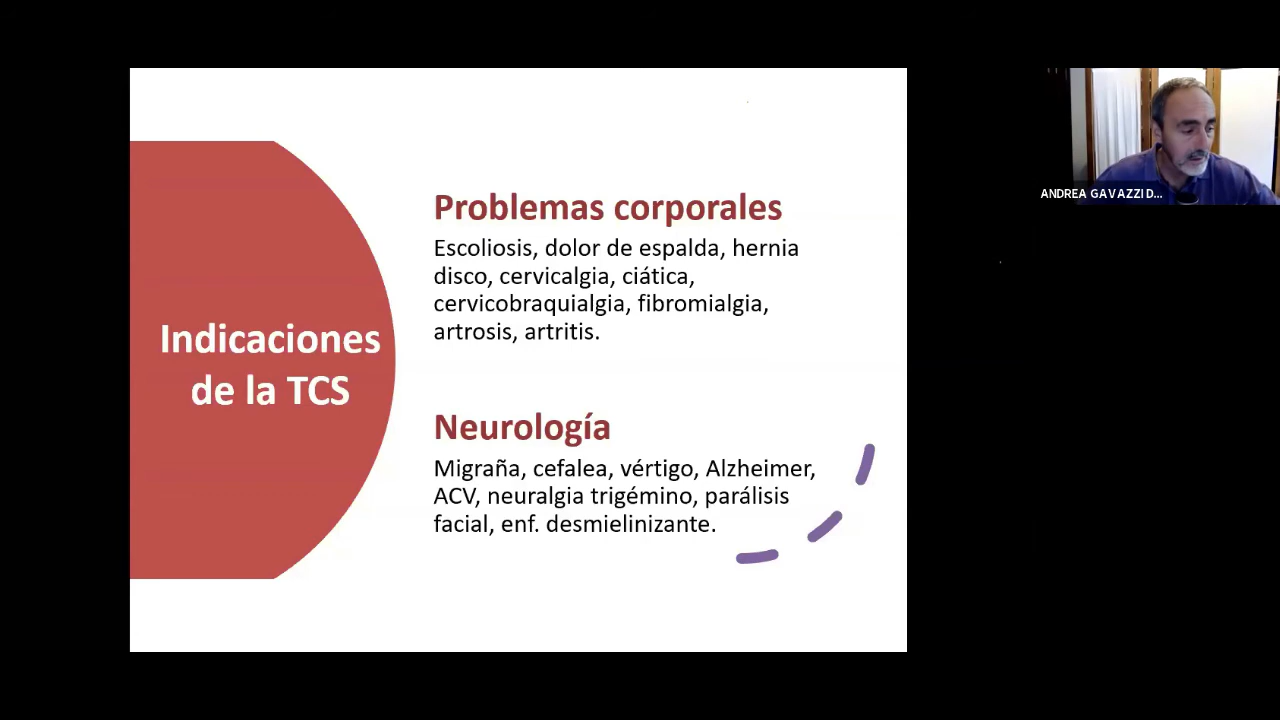 Indicaciones
de la TCS
Problemas corporales
Escoliosis, dolor de espalda, hernia
disco, cervicalgia, ciática,
cervicobraquialgia, fibromialgia,
artrosis, artritis.
Neurología
Migraña, cefalea, vértigo, Alzheimer,
ACV, neuralgia trigémino, parálisis
facial, enf. desmielinizante.
ANDREA GAVAZZI D...